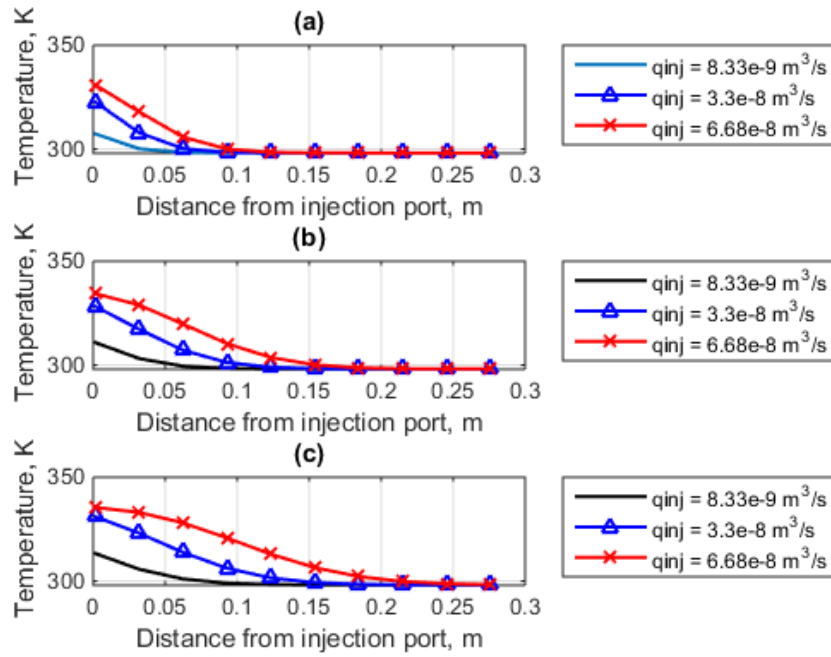 (a)
350
300
Temperature, K
0 0.05 0.1 0.15 0.2 0.25 0.3
Distance from injection port, m
qinj = 8.33e-9 m³/s
qinj = 3.3e-8 m³/s
qinj = 6.68e-8 m³/s
(b)
350
300
Temperature, K
0 0.05 0.1 0.15 0.2 0.25 0.3
Distance from injection port, m
qinj = 8.33e-9 m³/s
qinj = 3.3e-8 m³/s
qinj = 6.68e-8 m³/s
(c)
350
300
Temperature, K
0 0.05 0.1 0.15 0.2 0.25 0.3
Distance from injection port, m
qinj = 8.33e-9 m³/s
qinj = 3.3e-8 m³/s
qinj = 6.68e-8 m³/s